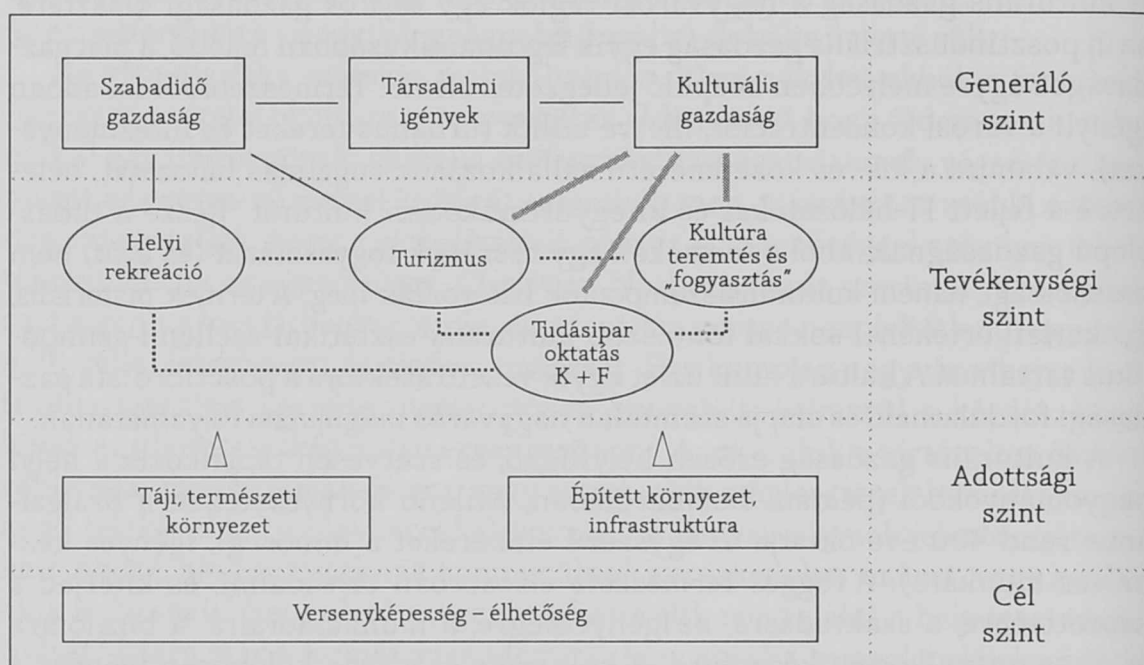 Szabadidő
gazdaság
Társadalmi
igények
Kulturális
gazdaság
Generáló
szint
Helyi
rekreáció
Turizmus
Kultúra
teremtés és
„fogyasztás”
Tevékenységi
szint
Tudásipar
oktatás
K + F
Táji természeti
környezet
Épített környezet,
infrastruktúra
Adottsági
szint
Versenyképesség – élhetőség
Cél
szint